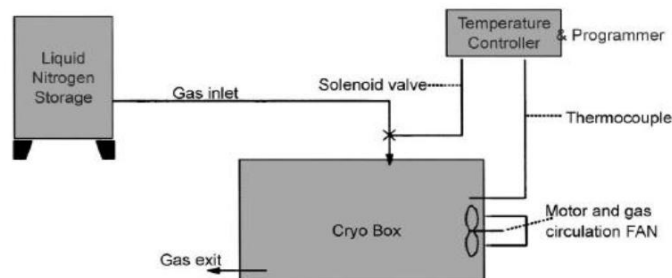 Liquid
Nitrogen
Storage
Temperature
Controller & Programmer
Gas inlet
Solenoid valve
Thermocouple
Cryo Box
Motor and gas
circulation FAN
Gas exit